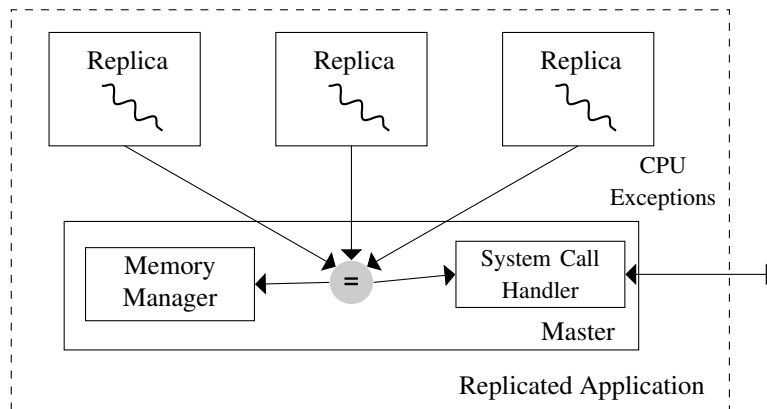 Replica
Replica
Replica
CPU
Exceptions
Memory
Manager
=
System Call
Handler
Master
Replicated Application